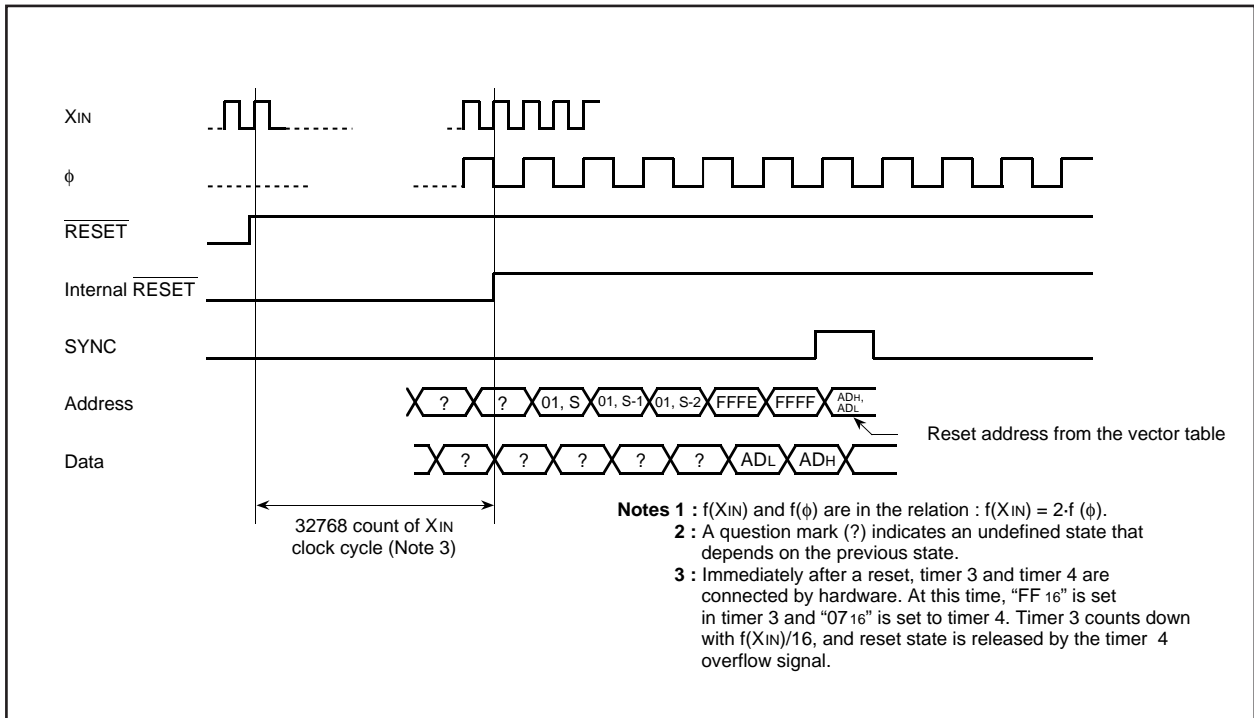 XIN
ϕ
RESET
Internal RESET
SYNC
Address
? ? 01, S 01, S-1 01, S-2 FFFE FFFF ADH,
ADL
Reset address from the vector table
Data
? ? ? ? ? ADL ADH
32768 count of XIN
clock cycle (Note 3)
Notes 1 : f(XIN) and f(ϕ) are in the relation : f(XIN) = 2·f (ϕ).
2 : A question mark (?) indicates an undefined state that
depends on the previous state.
3 : Immediately after a reset, timer 3 and timer 4 are
connected by hardware. At this time, “FF 16” is set
in timer 3 and “07 16” is set to timer 4. Timer 3 counts down
with f(XIN)/16, and reset state is released by the timer 4
overflow signal.